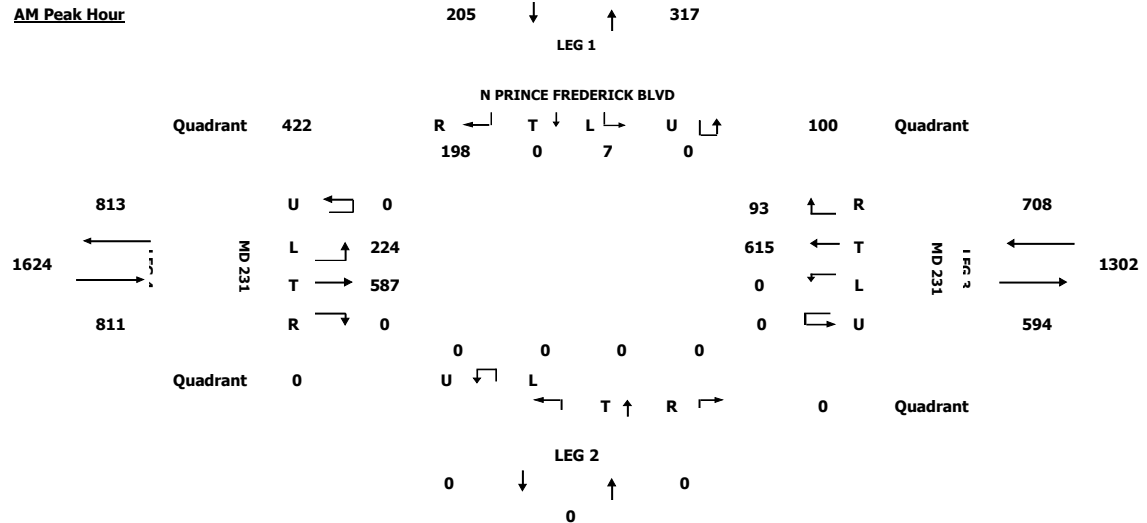 AM Peak Hour 205 317
LEG 1
N PRINCE FREDERICK BLVD
Quadrant 422 R T L U 100 Quadrant
198 0 7 0
813 U 0 93 R 708
1624 MD 231 L 224 615 T MD 231 1302
T 587 0 L
811 R 0 0 U 594
0 0 0 0
Quadrant 0 U L
T R 0 Quadrant
LEG 2
0 0
0